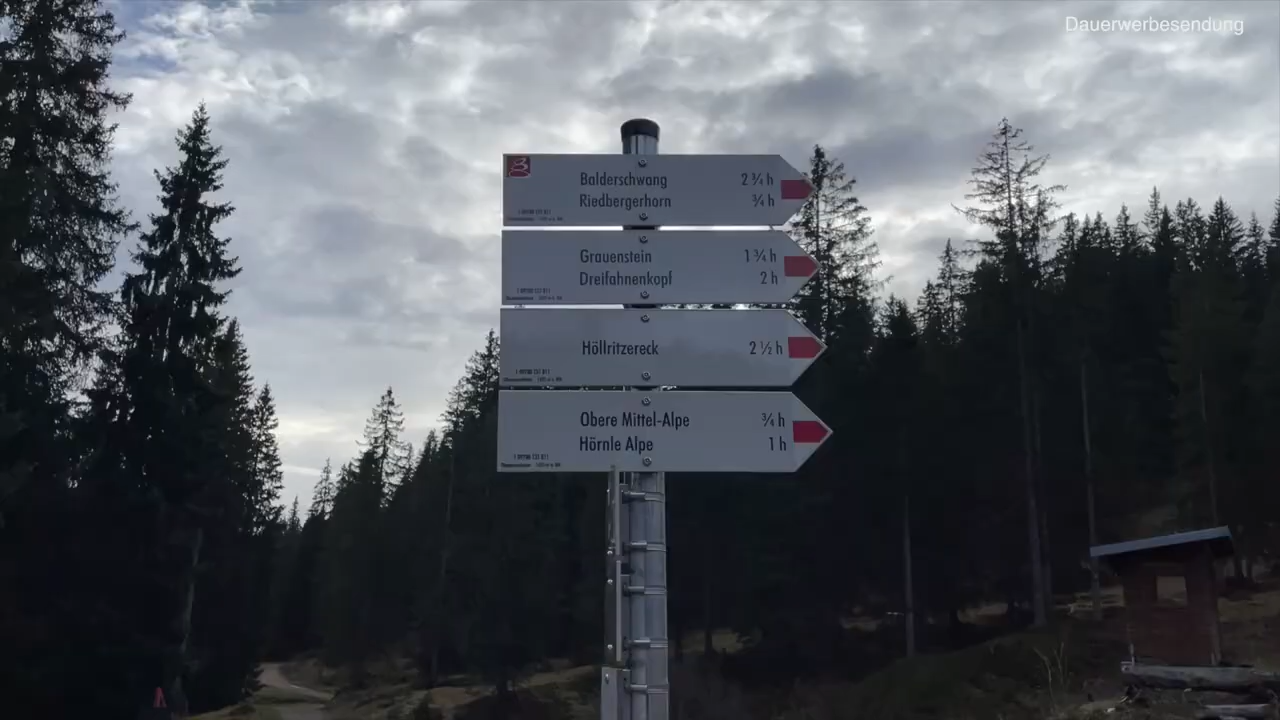 Dauerwerbesendung
Balderschwang 2 ¾ h
Riedbergerhorn ¾ h
Grauenstein 1 ¾ h
Dreifahnenkopf 2 h
Höllritzereck 2 ½ h
Obere Mittel-Alpe ¾ h
Hörnle Alpe 1 h